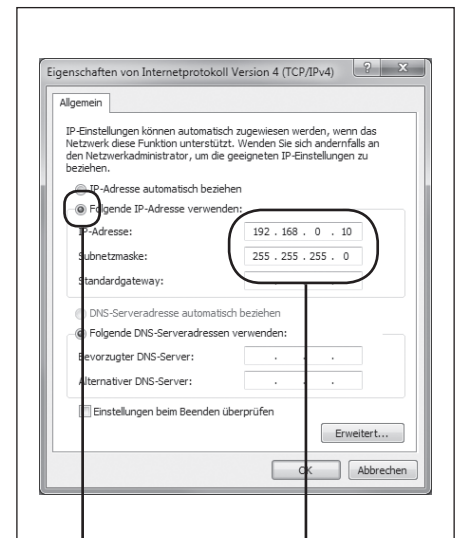 Eigenschaften von Internetprotokoll Version 4 (TCP/IPv4)
Allgemein
IP-Einstellungen können automatisch zugewiesen werden, wenn das
Netzwerk diese Funktion unterstützt. Wenden Sie sich andernfalls an
den Netzwerkadministrator, um die geeigneten IP-Einstellungen zu
beziehen.
IP-Adresse automatisch beziehen
Folgende IP-Adresse verwenden:
IP-Adresse: 192 . 168 . 0 . 10
Subnetzmaske: 255 . 255 . 255 . 0
Standardgateway: . . .
DNS-Serveradresse automatisch beziehen
Folgende DNS-Serveradressen verwenden:
Bevorzugter DNS-Server: . . .
Alternativer DNS-Server: . . .
Einstellungen beim Beenden überprüfen
Erweitert...
OK Abbrechen